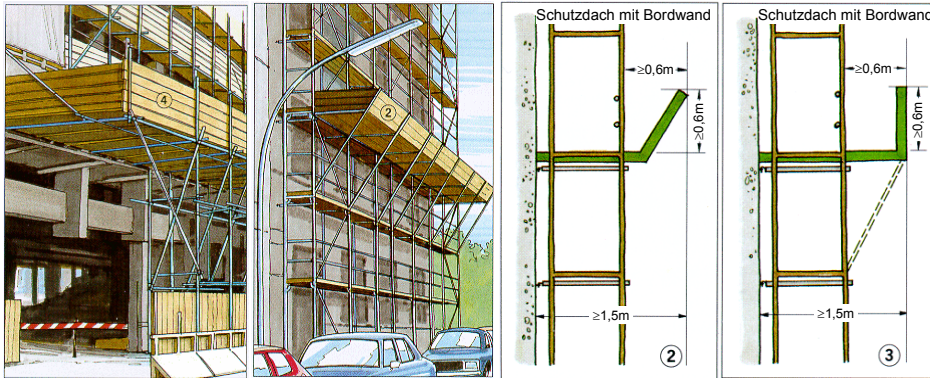 4
2
Schutzdach mit Bordwand
≥0,6m
≥0,6m
≥1,5m
2
Schutzdach mit Bordwand
≥0,6m
≥0,6m
≥1,5m
3